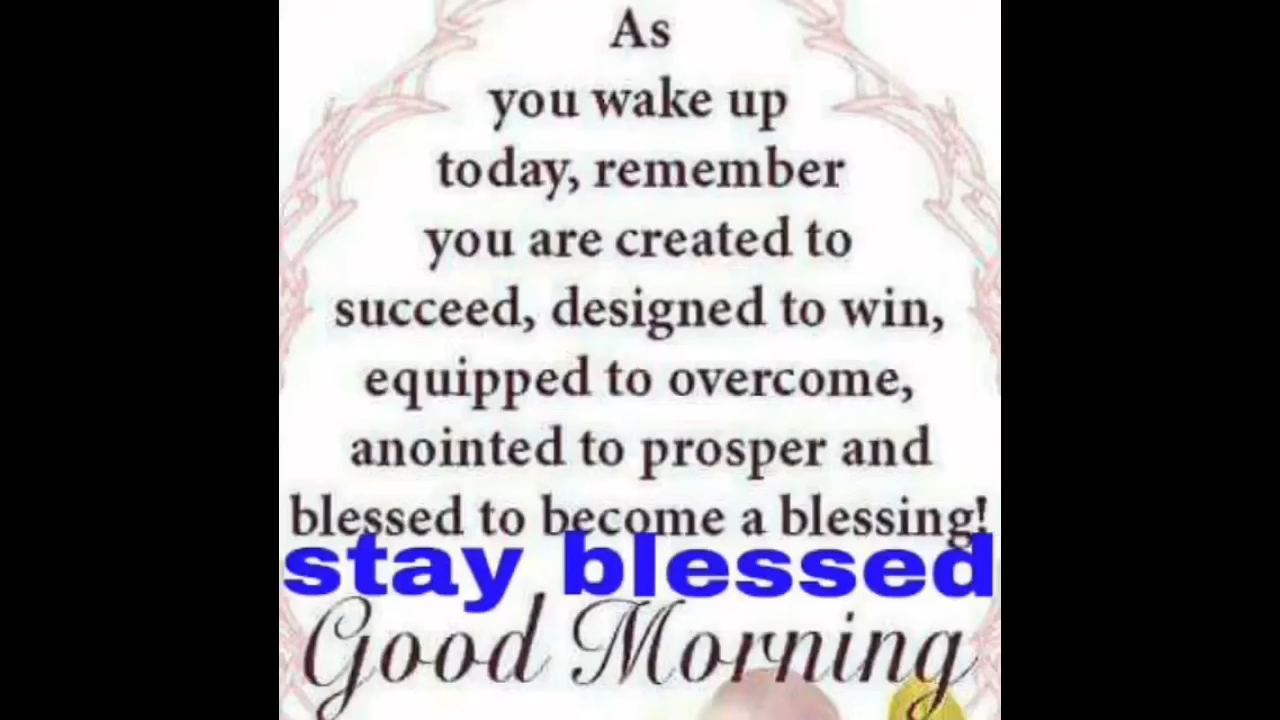 As
you wake up
today, remember
you are created to
succeed, designed to win,
equipped to overcome,
anointed to prosper and
blessed to become a blessing!
stay blessed
Good Morning